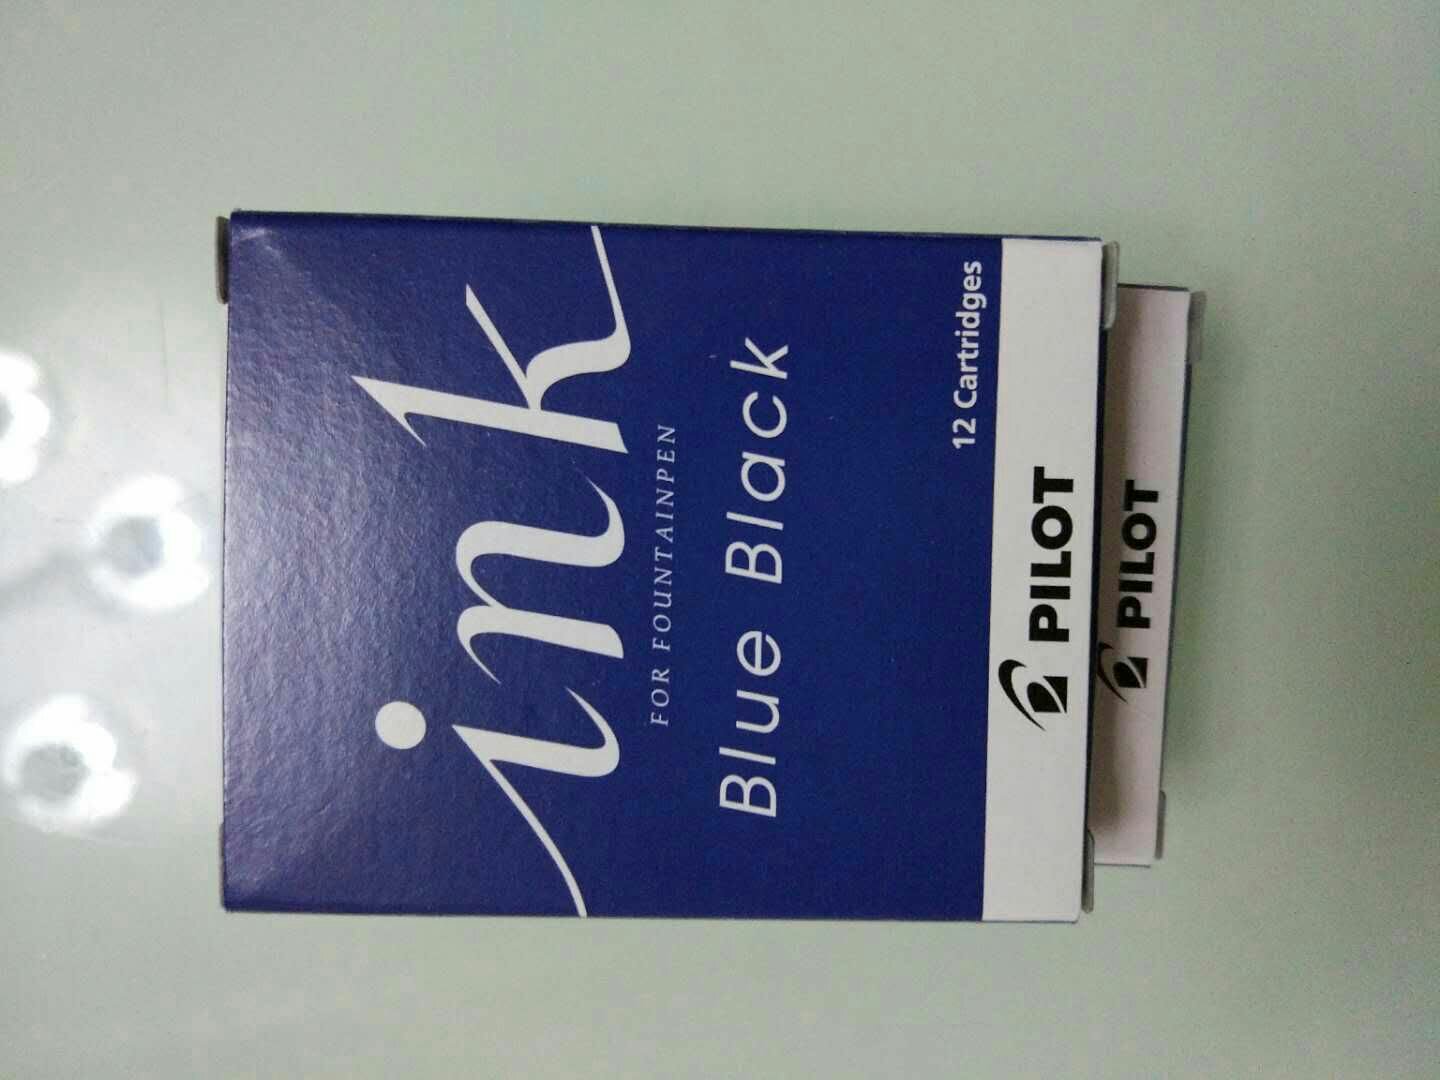 ink
FOR FOUNTAINPEN
Blue Black
12 Cartridges
PILOT
PILOT